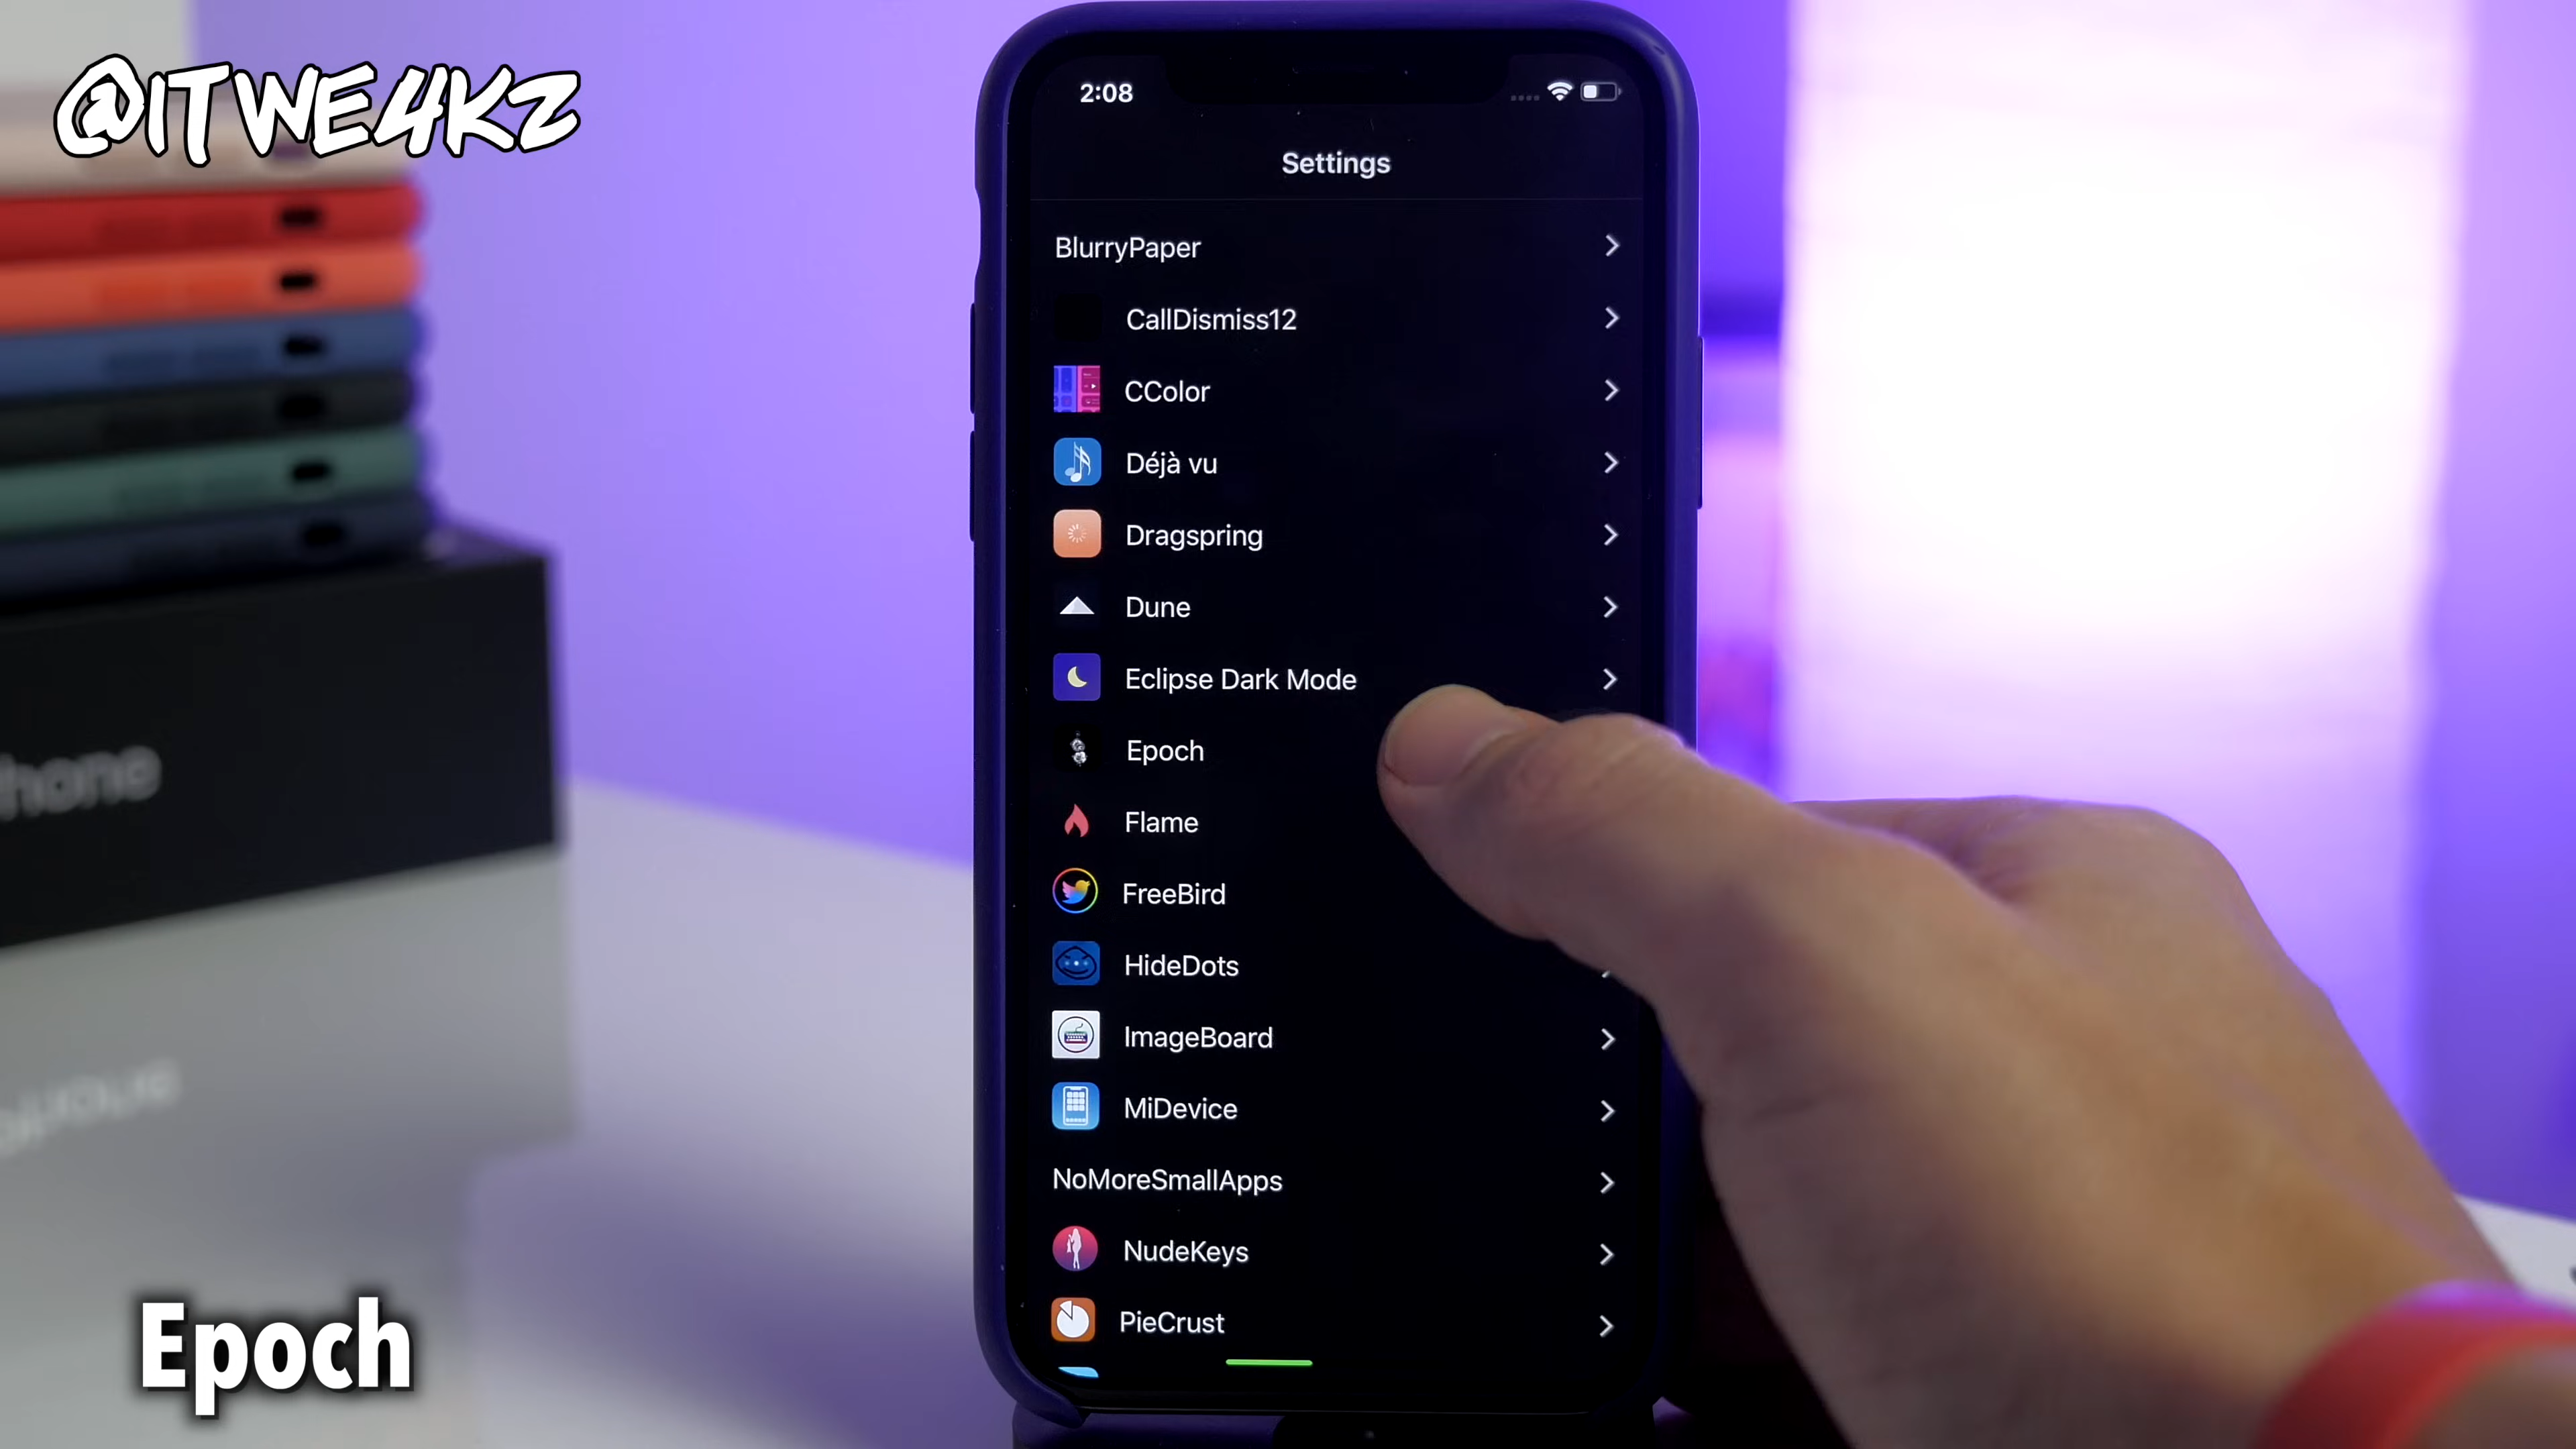 @ITWE4KZ
2:08
Settings
BlurryPaper
CallDismiss12
CColor
Déjà vu
Dragspring
Dune
Eclipse Dark Mode
Epoch
Flame
FreeBird
HideDots
ImageBoard
MiDevice
NoMoreSmallApps
NudeKeys
PieCrust
hone
Epoch